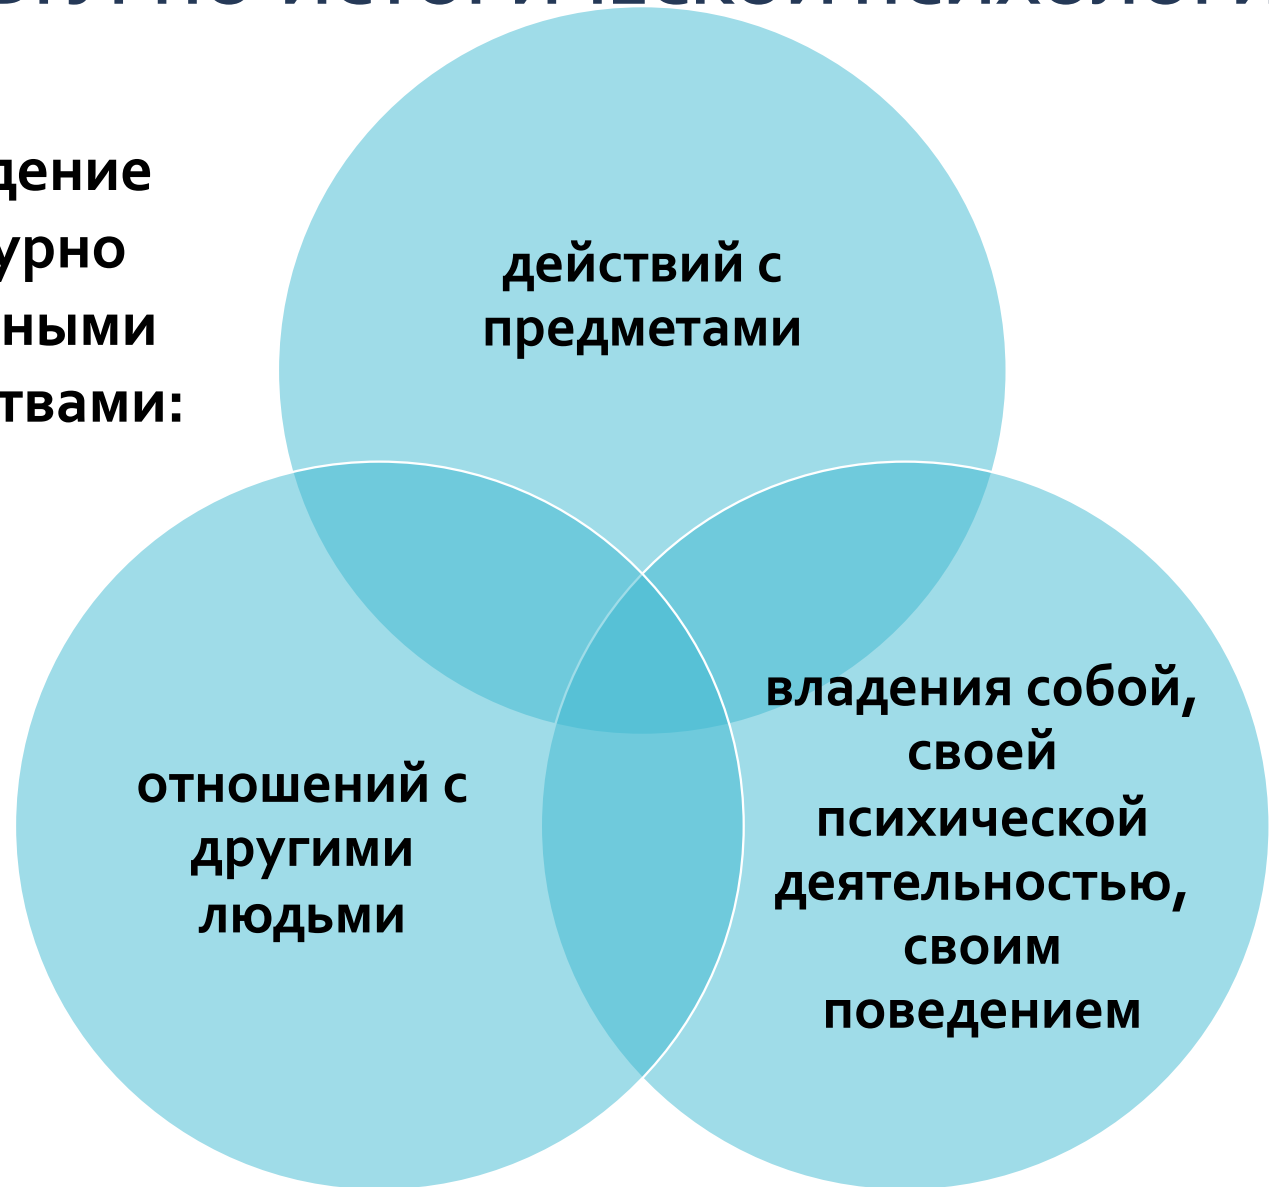 дение
урно
ными
твами:
действий с
предметами
отношений с
другими
людьми
владения собой,
своей
психической
деятельностью,
своим
поведением